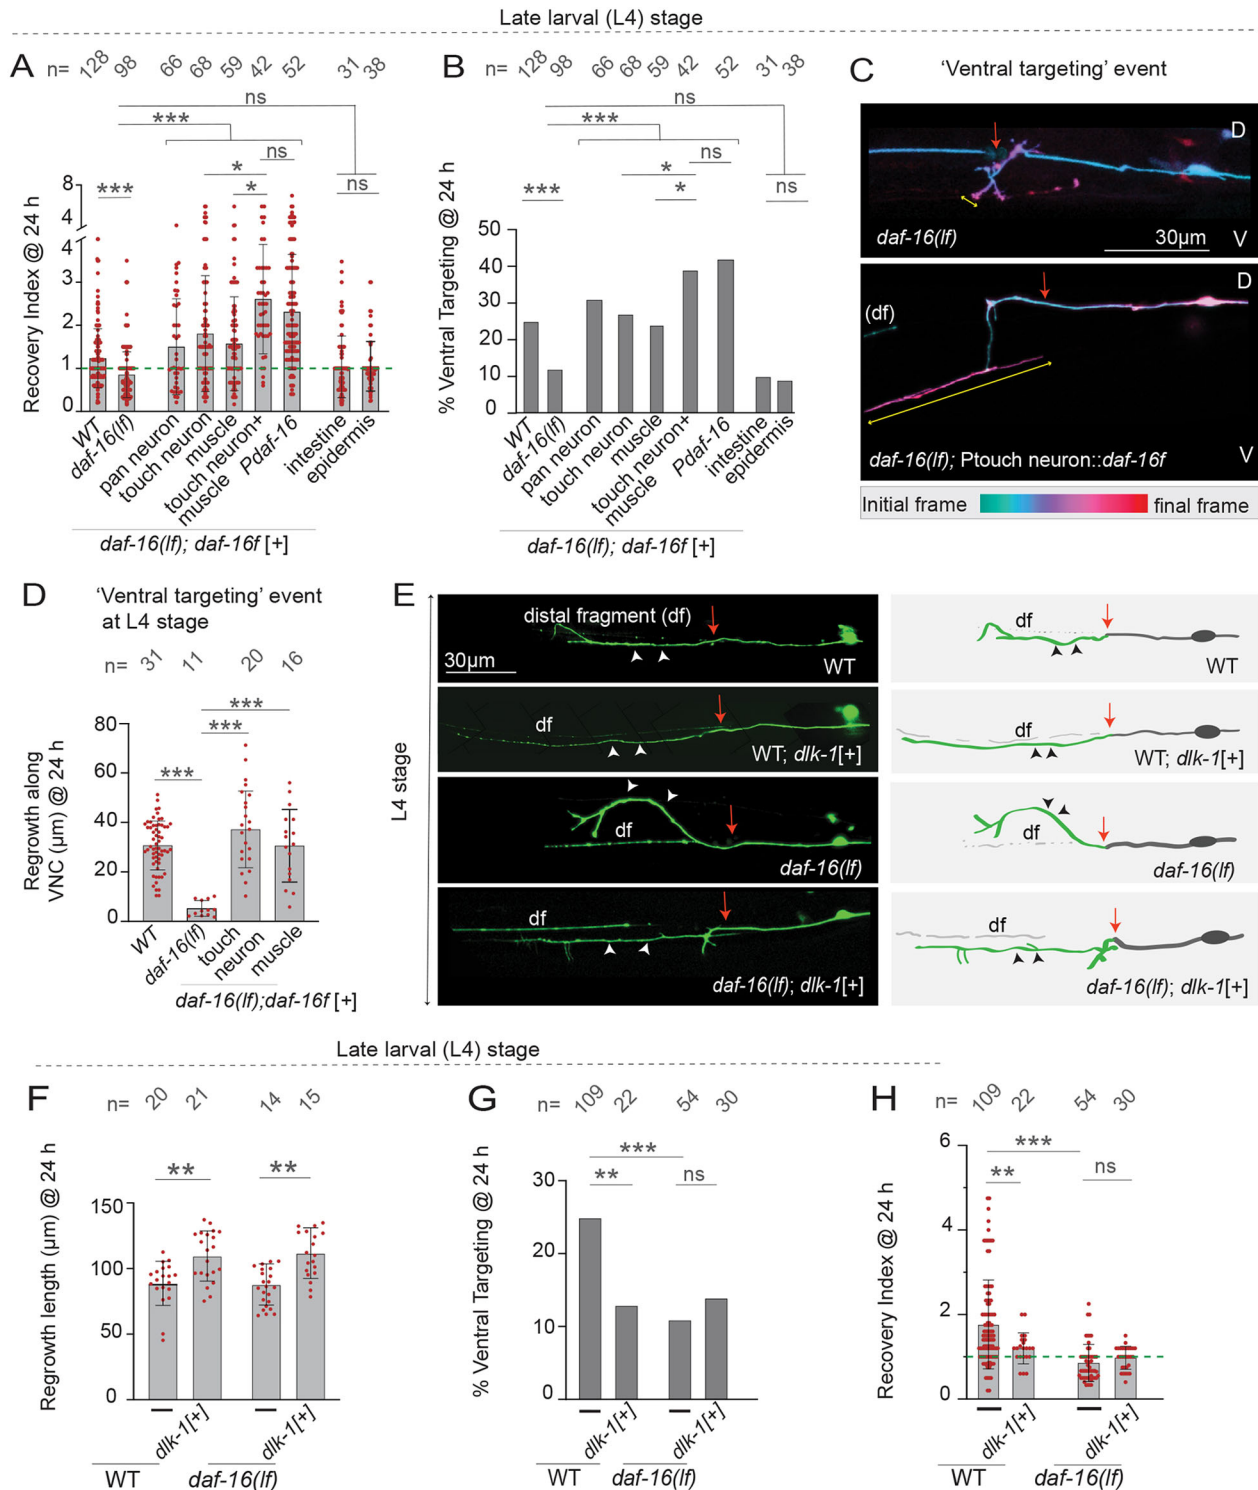 Late larval (L4) stage
A
n= 128 98 66 68 59 42 52 31 38
ns
***
ns
*
***
*
ns
Recovery Index @ 24 h
8
6
4
4
3
2
1
0
WT
daf-16(lf)
pan neuron
touch neuron
muscle
touch neuron+
muscle
Pdaf-16
intestine
epidermis
daf-16(lf); daf-16f [+]
B
n= 128 98 66 68 59 42 52 31 38
ns
***
ns
*
***
*
ns
% Ventral Targeting @ 24 h
50
40
30
20
10
0
WT
daf-16(lf)
pan neuron
touch neuron
muscle
touch neuron+
muscle
Pdaf-16
intestine
epidermis
daf-16(lf); daf-16f [+]
C
'Ventral targeting' event
D
daf-16(lf)
30µm
V
D
(df)
daf-16(lf); Ptouch neuron::daf-16f
V
Initial frame
final frame
D
'Ventral targeting' event
at L4 stage
n= 31 11 20 16
***
***
***
Regrowth along
VNC (µm) @ 24 h
80
60
40
20
0
WT
daf-16(lf)
touch
neuron
muscle
daf-16(lf);daf-16f [+]
E
L4 stage
distal fragment (df)
30µm
WT
df
WT; dlk-1[+]
df
daf-16(lf)
df
daf-16(lf); dlk-1[+]
df
WT
df
WT; dlk-1[+]
df
daf-16(lf)
df
daf-16(lf); dlk-1[+]
Late larval (L4) stage
F
n= 20 21 14 15
** **
Regrowth length (µm) @ 24 h
150
100
50
0
dlk-1[+]
dlk-1[+]
WT
daf-16(lf)
G
n= 109 22 54 30
***
** ns
% Ventral Targeting @ 24 h
30
20
10
0
dlk-1[+]
dlk-1[+]
WT
daf-16(lf)
H
n= 109 22 54 30
***
** ns
Recovery Index @ 24 h
6
4
2
1
0
dlk-1[+]
dlk-1[+]
WT
daf-16(lf)